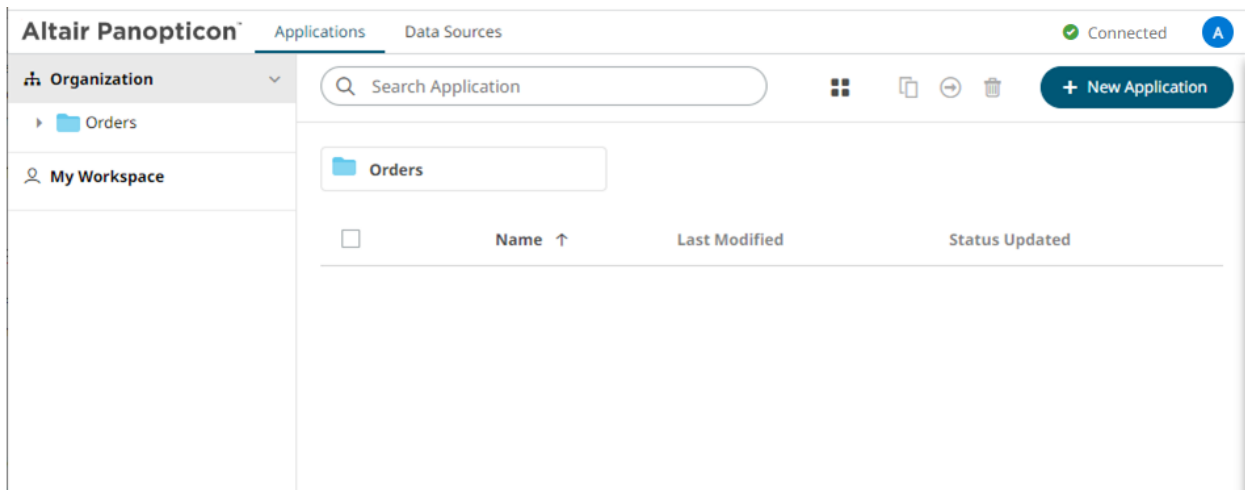 Altair Panopticon™ Applications Data Sources Connected A
Organization
Orders
My Workspace
Search Application + New Application
Orders
Name ↑ Last Modified Status Updated